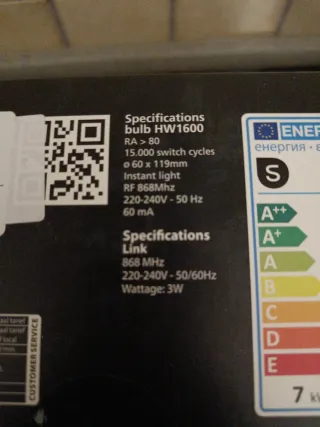 Specifications
bulb HW1600
RA > 80
15.000 switch cycles
ø 60 x 119mm
Instant light
RF 868Mhz
220-240V - 50 Hz
60 mA
Specifications
Link
868 MHz
220-240V - 50/60Hz
Wattage: 3W
CUSTOMER SERVICE
ENER
енергия
S
A++
A+
A
B
C
D
E
7